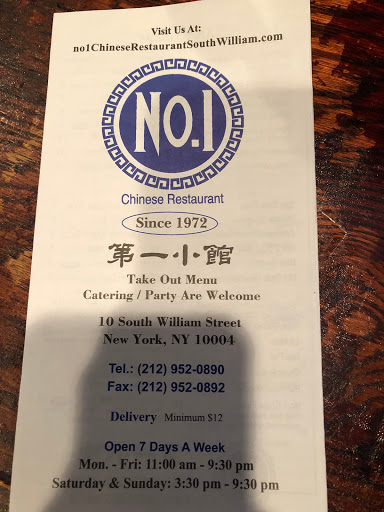 Visit Us At:
no1ChineseRestaurantSouthWilliam.com
NO.1
Chinese Restaurant
Since 1972
第一小館
Take Out Menu
Catering / Party Are Welcome
10 South William Street
New York, NY 10004
Tel.: (212) 952-0890
Fax: (212) 952-0892
Delivery Minimum $12
Open 7 Days A Week
Mon. - Fri: 11:00 am - 9:30 pm
Saturday & Sunday: 3:30 pm - 9:30 pm